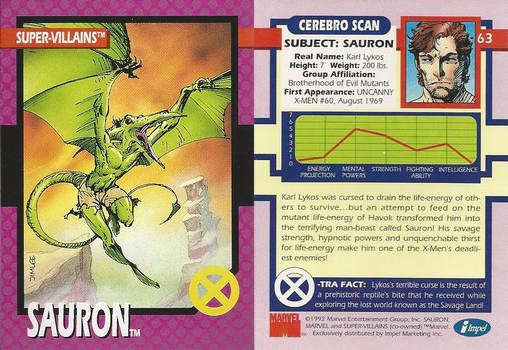 SUPER-VILLAINS™
JIM LEE
SAURON™
CEREBRO SCAN
63
SUBJECT: SAURON
Real Name: Karl Lykos
Height: 7' Weight: 200 lbs.
Group Affiliation:
Brotherhood of Evil Mutants
First Appearance: UNCANNY
X-MEN #60, August 1969
7
6
5
4
3
2
1
0
ENERGY PROJECTION
MENTAL POWERS
STRENGTH
FIGHTING ABILITY
INTELLIGENCE
Karl Lykos was cursed to drain the life-energy of oth-
ers to survive...but an attempt to feed on the
mutant life-energy of Havok transformed him into
the terrifying man-beast called Sauron! His savage
strength, hypnotic powers and unquenchable thirst
for life-energy make him one of the X-Men's deadli-
est enemies!
-TRA FACT: Lykos's terrible curse is the result of
a prehistoric reptile's bite that he received while
exploring the lost world known as the Savage Land!
MARVEL
©1992 Marvel Entertainment Group, Inc. SAURON,
MARVEL and SUPER-VILLAINS (co-owned)™Marvel.
Exclusively distributed by Impel Marketing Inc.
impel